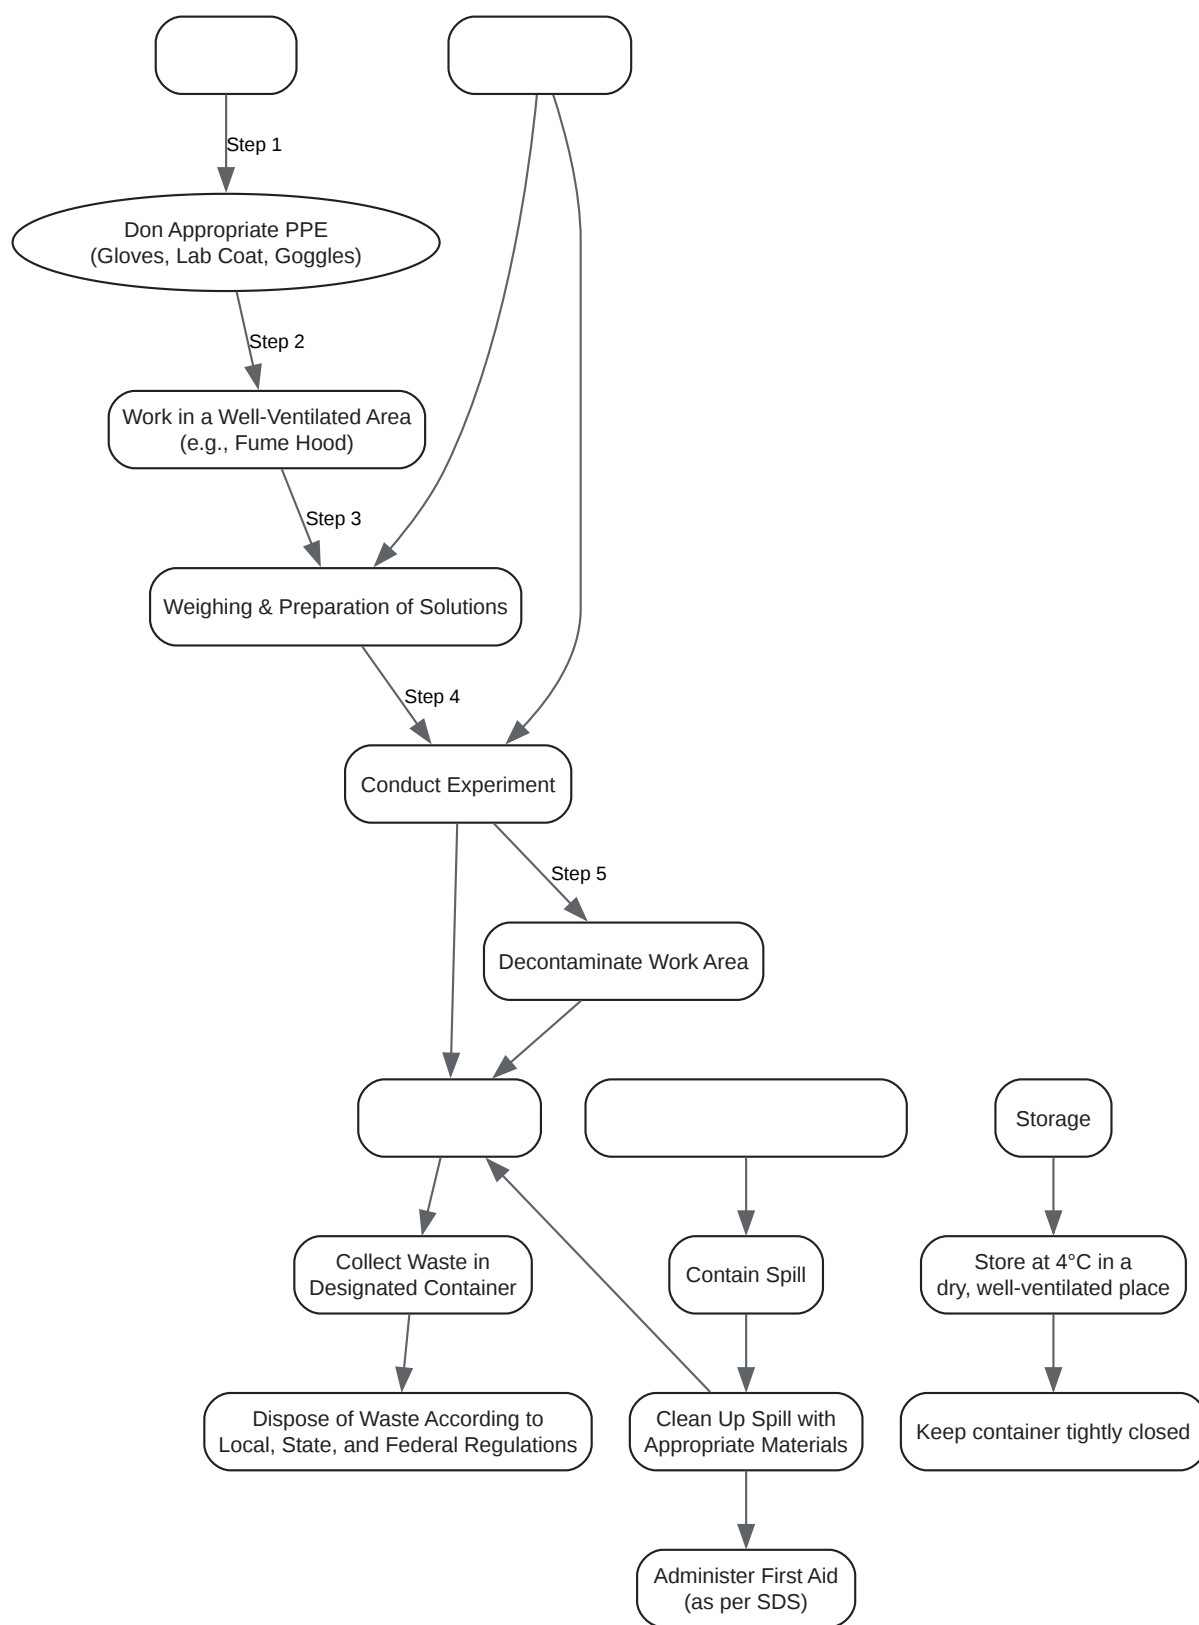 Step 1
Don Appropriate PPE
(Gloves, Lab Coat, Goggles)
Step 2
Work in a Well-Ventilated Area
(e.g., Fume Hood)
Step 3
Weighing & Preparation of Solutions
Step 4
Conduct Experiment
Step 5
Decontaminate Work Area
Storage
Collect Waste in
Designated Container
Contain Spill
Store at 4°C in a
dry, well-ventilated place
Dispose of Waste According to
Local, State, and Federal Regulations
Clean Up Spill with
Appropriate Materials
Keep container tightly closed
Administer First Aid
(as per SDS)